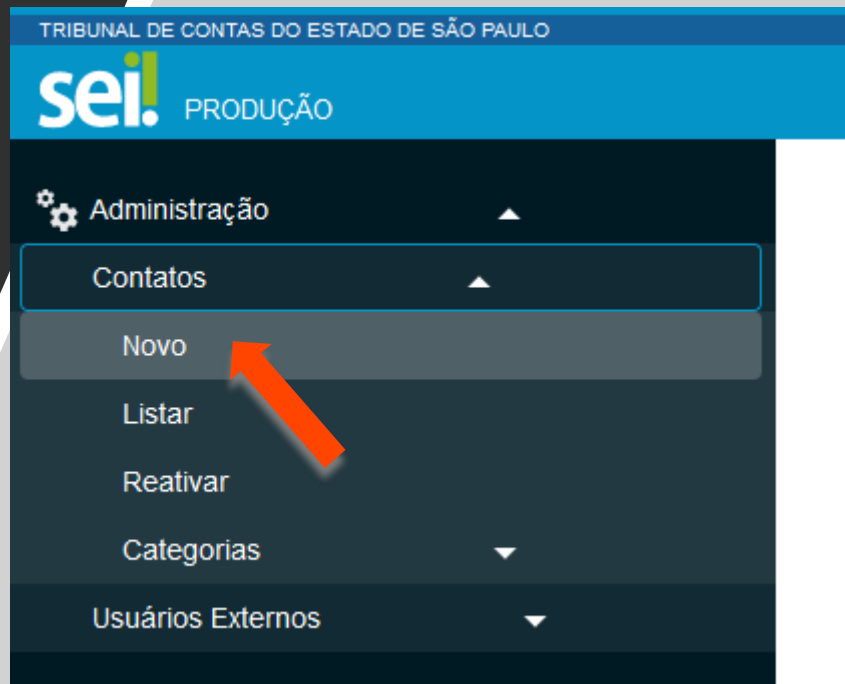 TRIBUNAL DE CONTAS DO ESTADO DE SÃO PAULO
sei! PRODUÇÃO
Administração
Contatos
Novo
Listar
Reativar
Categorias
Usuários Externos